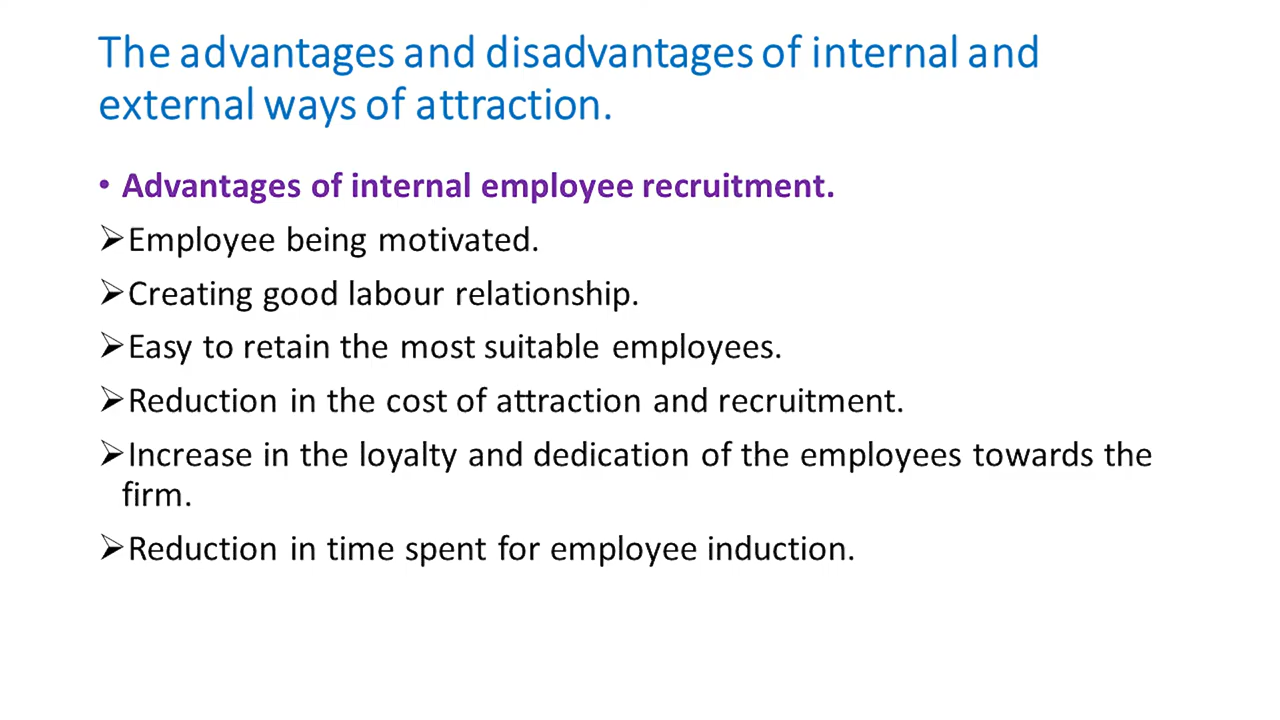 The advantages and disadvantages of internal and
external ways of attraction.
• Advantages of internal employee recruitment.
➢Employee being motivated.
➢Creating good labour relationship.
➢Easy to retain the most suitable employees.
➢Reduction in the cost of attraction and recruitment.
➢Increase in the loyalty and dedication of the employees towards the
firm.
➢Reduction in time spent for employee induction.